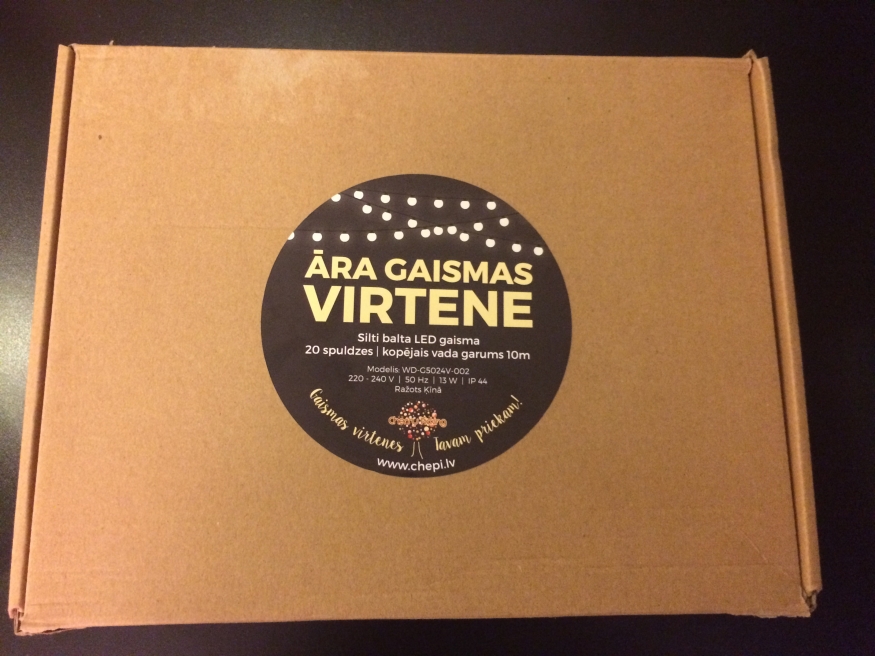 ĀRA GAISMAS
VIRTENE
Silti balta LED gaisma
20 spuldzes | kopējais vada garums 10m
Modelis: WD-G5024V-002
220 - 240 V | 50 Hz | 13 W | IP 44
Ražots Ķīnā
Gaismas virtenes Tavam priekam!
www.chepi.lv